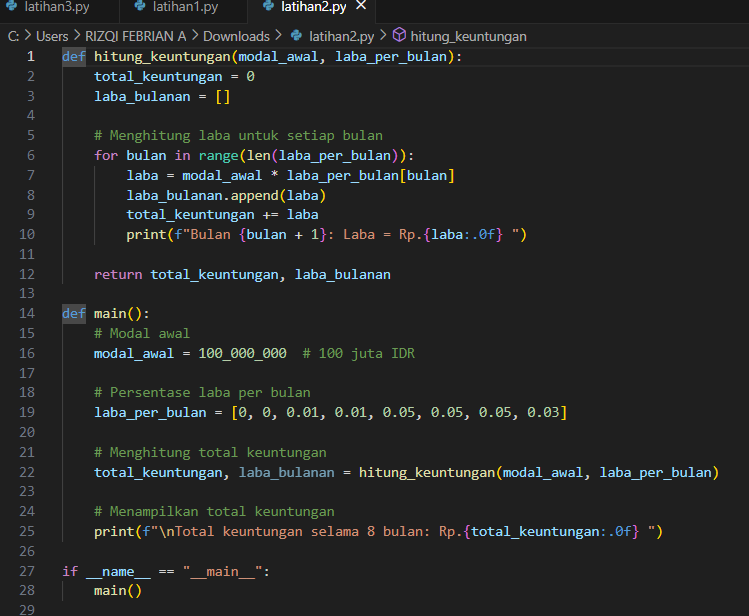 latihan3.py latihan1.py latihan2.py ×
C: > Users > RIZQI FEBRIAN A > Downloads > latihan2.py > hitung_keuntungan
1 def hitung_keuntungan(modal_awal, laba_per_bulan):
2     total_keuntungan = 0
3     laba_bulanan = []
4
5     # Menghitung laba untuk setiap bulan
6     for bulan in range(len(laba_per_bulan)):
7         laba = modal_awal * laba_per_bulan[bulan]
8         laba_bulanan.append(laba)
9         total_keuntungan += laba
10         print(f"Bulan {bulan + 1}: Laba = Rp.{laba:.0f} ")
11
12     return total_keuntungan, laba_bulanan
13
14 def main():
15     # Modal awal
16     modal_awal = 100_000_000  # 100 juta IDR
17
18     # Persentase laba per bulan
19     laba_per_bulan = [0, 0, 0.01, 0.01, 0.05, 0.05, 0.05, 0.03]
20
21     # Menghitung total keuntungan
22     total_keuntungan, laba_bulanan = hitung_keuntungan(modal_awal, laba_per_bulan)
23
24     # Menampilkan total keuntungan
25     print(f"\nTotal keuntungan selama 8 bulan: Rp.{total_keuntungan:.0f} ")
26
27 if __name__ == "__main__":
28     main()
29